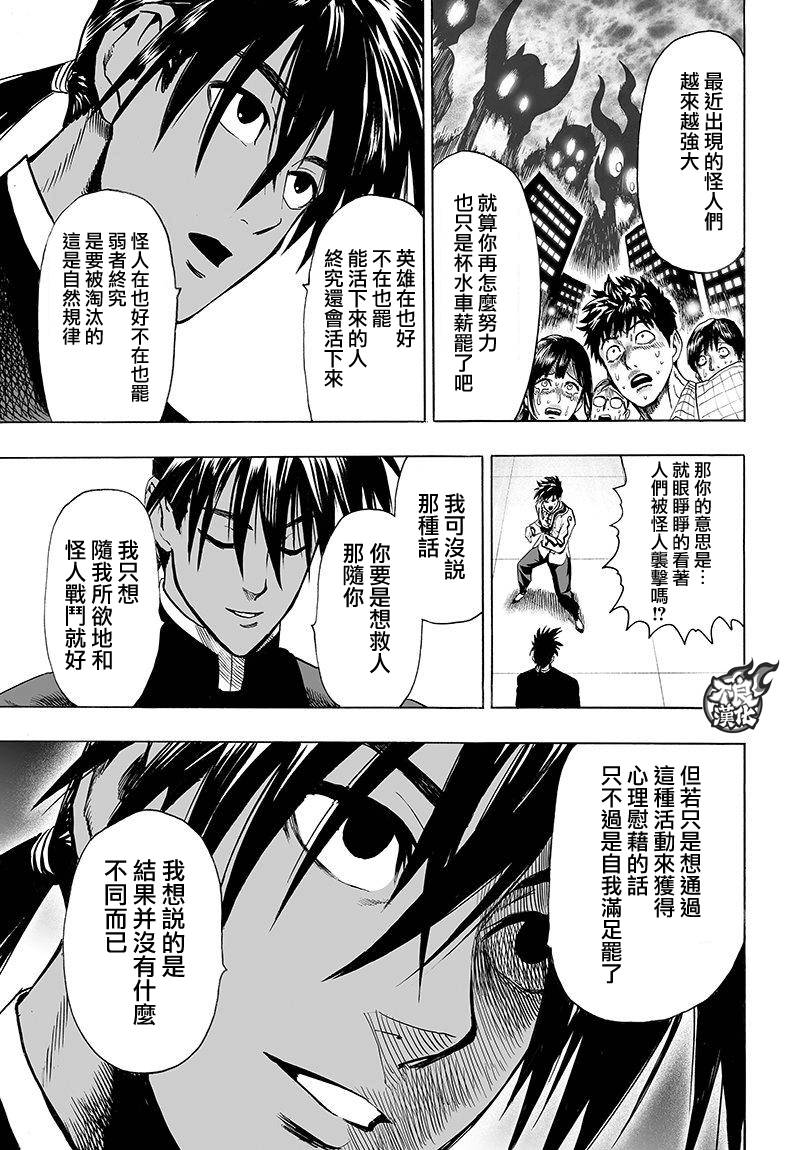 最近出現的怪人們
越來越強大
就算你再怎麼努力
也只是杯水車薪罷了吧
英雄在也好
不在也罷
能活下來的人
終究還會活下來
怪人在也好不在也罷
弱者終究
是要被淘汰的
這是自然規律
那你的意思是…
就眼睜睜的看著
人們被怪人襲擊嗎!?
我可沒說
那種話
你要是想救人
那隨你
我只想
隨我所欲地和
怪人戰鬥就好
但若只是想通過
這種活動來獲得
心理慰藉的話
只不過是自我滿足罷了
我想說的是
結果并沒有什麼
不同而已
漢化